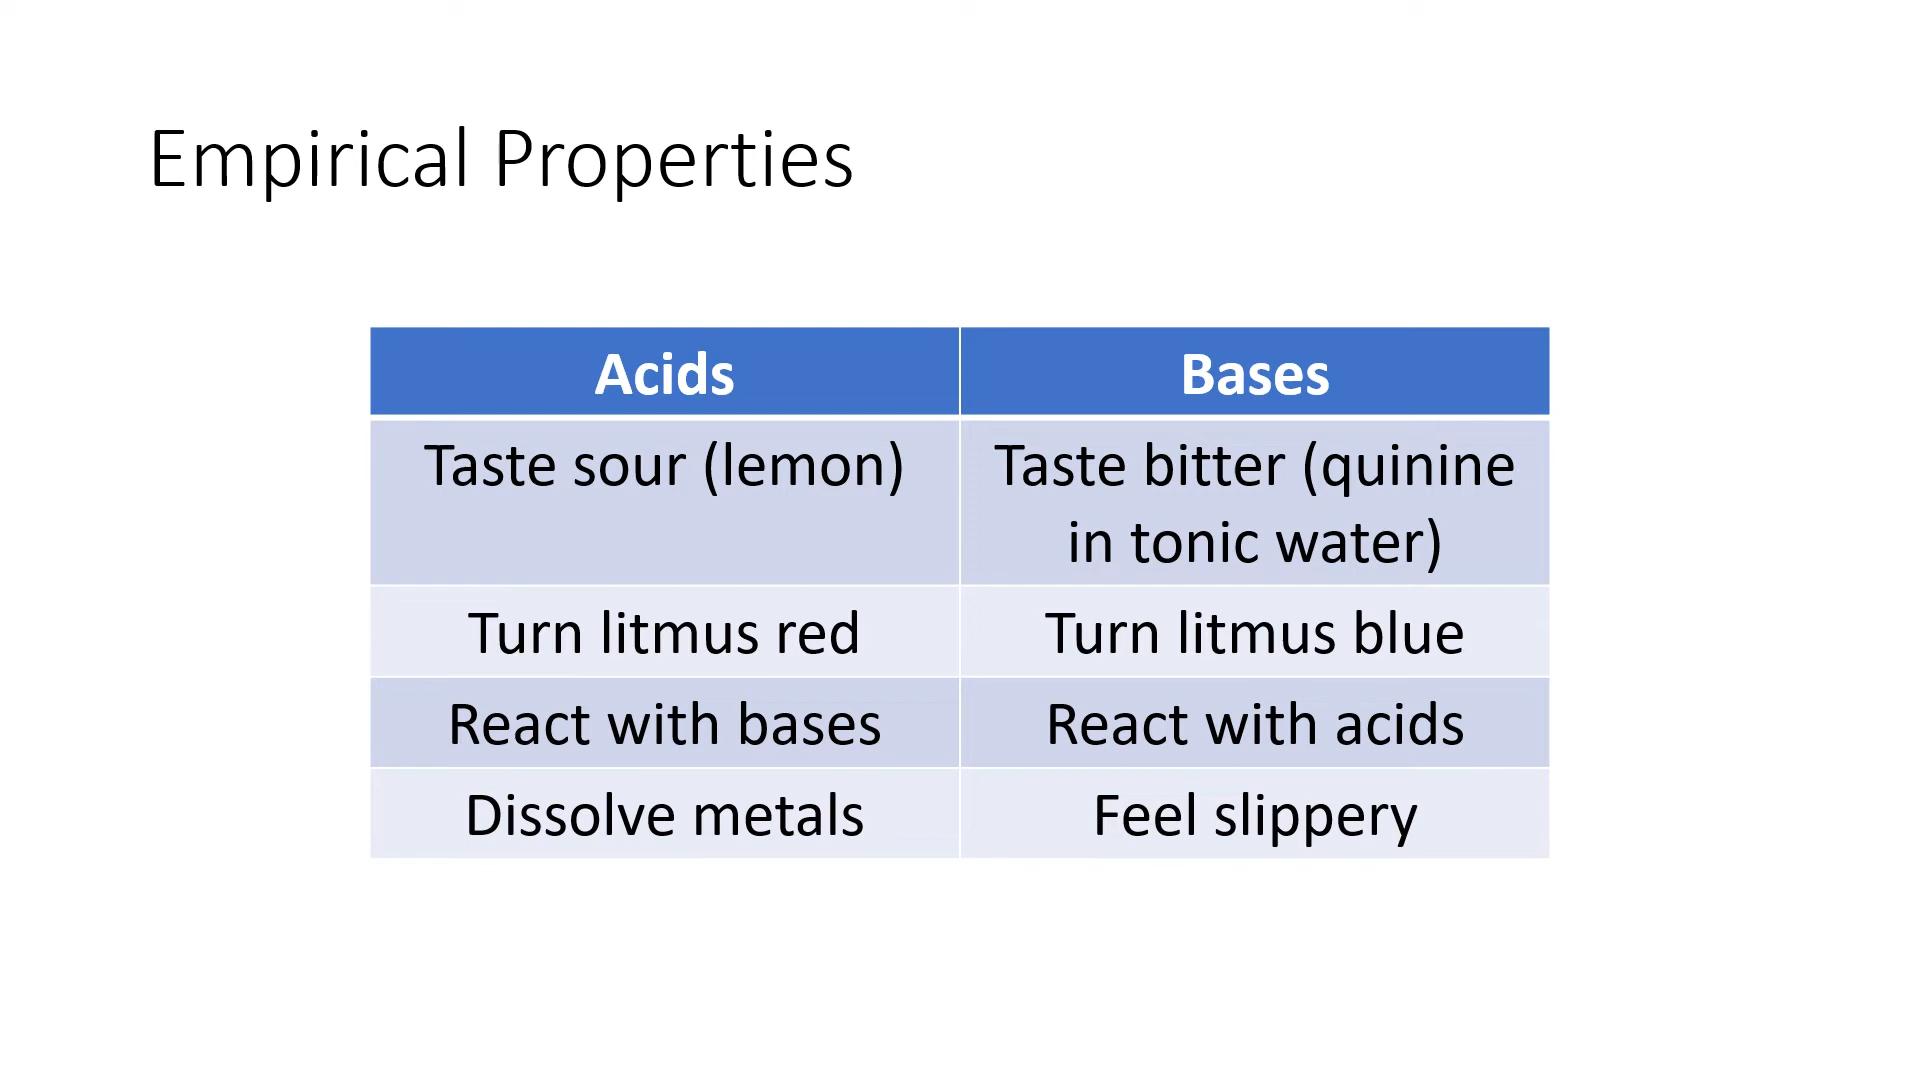 Empirical Properties
Acids
Bases
Taste sour (lemon)
Taste bitter (quinine
in tonic water)
Turn litmus red
Turn litmus blue
React with bases
React with acids
Dissolve metals
Feel slippery